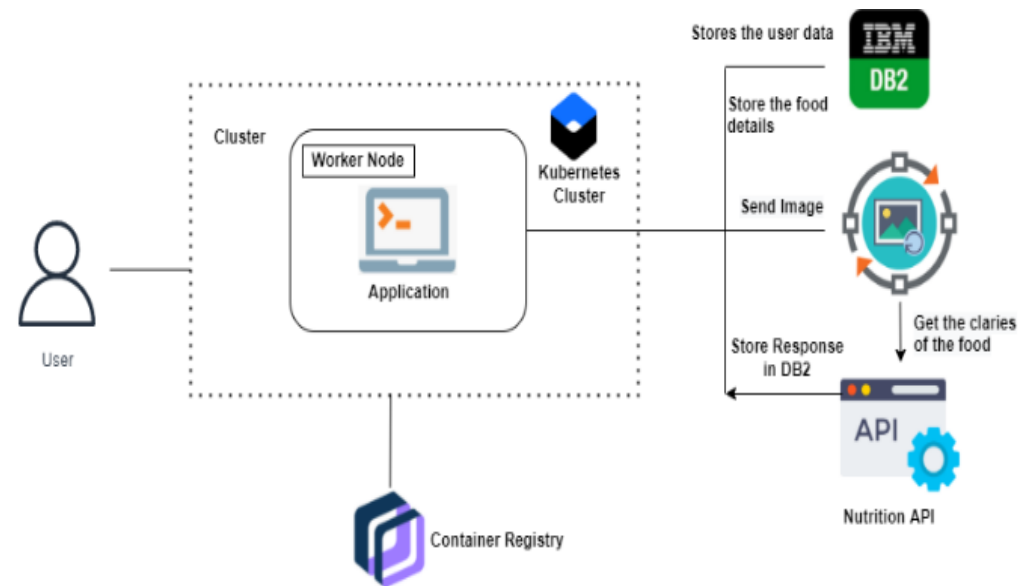 Stores the user data
IBM
DB2
Store the food
details
Cluster
Worker Node
Kubernetes
Cluster
Send Image
Application
User
Get the claries
of the food
Store Response
in DB2
API
Nutrition API
Container Registry